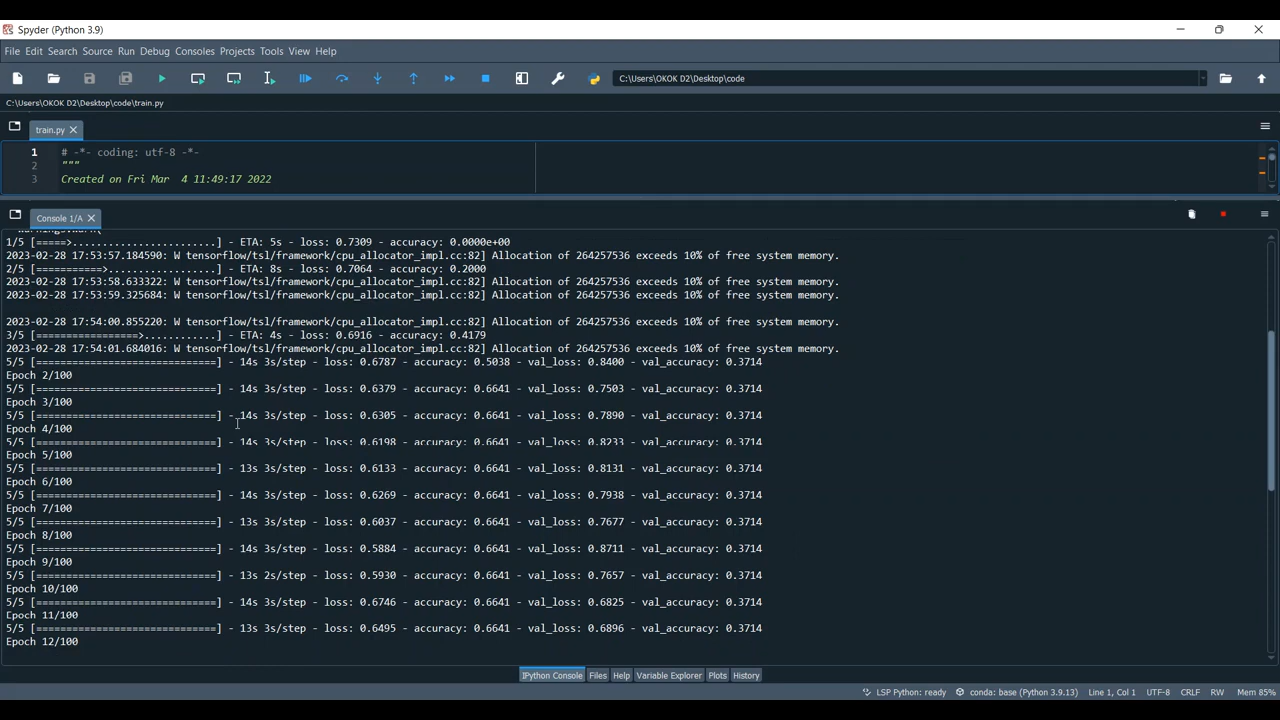 Spyder (Python 3.9)
File Edit Search Source Run Debug Consoles Projects Tools View Help
C:\Users\OKOK D2\Desktop\code
C:\Users\OKOK D2\Desktop\code\train.py
train.py
1 # -*- coding: utf-8 -*-
2 """
3 Created on Fri Mar  4 11:49:17 2022
Console 1/A
warnings.warn(
1/5 [=====>........................] - ETA: 5s - loss: 0.7309 - accuracy: 0.0000e+00
2023-02-28 17:53:57.184590: W tensorflow/tsl/framework/cpu_allocator_impl.cc:82] Allocation of 264257536 exceeds 10% of free system memory.
2/5 [===========>..................] - ETA: 8s - loss: 0.7064 - accuracy: 0.2000
2023-02-28 17:53:58.633322: W tensorflow/tsl/framework/cpu_allocator_impl.cc:82] Allocation of 264257536 exceeds 10% of free system memory.
2023-02-28 17:53:59.325684: W tensorflow/tsl/framework/cpu_allocator_impl.cc:82] Allocation of 264257536 exceeds 10% of free system memory.
2023-02-28 17:54:00.855220: W tensorflow/tsl/framework/cpu_allocator_impl.cc:82] Allocation of 264257536 exceeds 10% of free system memory.
3/5 [=================>............] - ETA: 4s - loss: 0.6916 - accuracy: 0.4179
2023-02-28 17:54:01.684016: W tensorflow/tsl/framework/cpu_allocator_impl.cc:82] Allocation of 264257536 exceeds 10% of free system memory.
5/5 [==============================] - 14s 3s/step - loss: 0.6787 - accuracy: 0.5038 - val_loss: 0.8400 - val_accuracy: 0.3714
Epoch 2/100
5/5 [==============================] - 14s 3s/step - loss: 0.6379 - accuracy: 0.6641 - val_loss: 0.7503 - val_accuracy: 0.3714
Epoch 3/100
5/5 [==============================] - 14s 3s/step - loss: 0.6305 - accuracy: 0.6641 - val_loss: 0.7890 - val_accuracy: 0.3714
Epoch 4/100
5/5 [==============================] - 14s 3s/step - loss: 0.6198 - accuracy: 0.6641 - val_loss: 0.8233 - val_accuracy: 0.3714
Epoch 5/100
5/5 [==============================] - 13s 3s/step - loss: 0.6133 - accuracy: 0.6641 - val_loss: 0.8131 - val_accuracy: 0.3714
Epoch 6/100
5/5 [==============================] - 14s 3s/step - loss: 0.6269 - accuracy: 0.6641 - val_loss: 0.7938 - val_accuracy: 0.3714
Epoch 7/100
5/5 [==============================] - 13s 3s/step - loss: 0.6037 - accuracy: 0.6641 - val_loss: 0.7677 - val_accuracy: 0.3714
Epoch 8/100
5/5 [==============================] - 14s 3s/step - loss: 0.5884 - accuracy: 0.6641 - val_loss: 0.8711 - val_accuracy: 0.3714
Epoch 9/100
5/5 [==============================] - 13s 2s/step - loss: 0.5930 - accuracy: 0.6641 - val_loss: 0.7657 - val_accuracy: 0.3714
Epoch 10/100
5/5 [==============================] - 14s 3s/step - loss: 0.6746 - accuracy: 0.6641 - val_loss: 0.6825 - val_accuracy: 0.3714
Epoch 11/100
5/5 [==============================] - 13s 3s/step - loss: 0.6495 - accuracy: 0.6641 - val_loss: 0.6896 - val_accuracy: 0.3714
Epoch 12/100
IPython Console Files Help Variable Explorer Plots History
LSP Python: ready conda: base (Python 3.9.13) Line 1, Col 1 UTF-8 CRLF RW Mem 85%